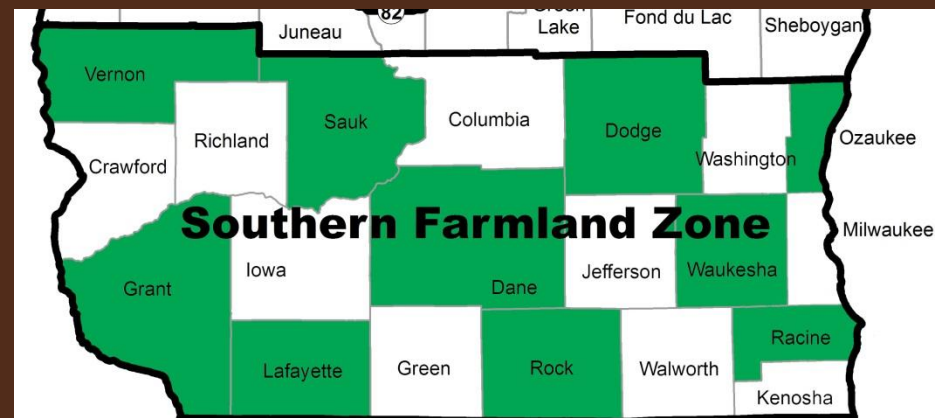 82
Green
Lake
Fond du Lac
Sheboygan
Juneau
Vernon
Sauk
Columbia
Dodge
Ozaukee
Richland
Washington
Crawford
Southern Farmland Zone
Milwaukee
Iowa
Jefferson
Waukesha
Grant
Dane
Racine
Lafayette
Green
Rock
Walworth
Kenosha